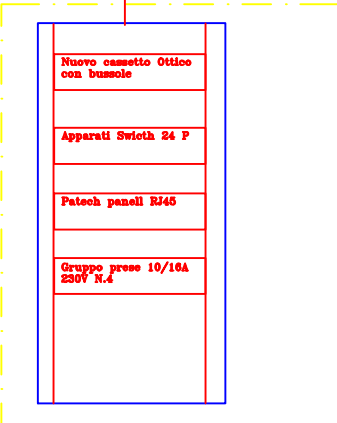 Nuovo cassetto Ottico
con bussole
Apparati Swicth 24 P
Patech panell RJ45
Gruppo prese 10/16A
230V N.4